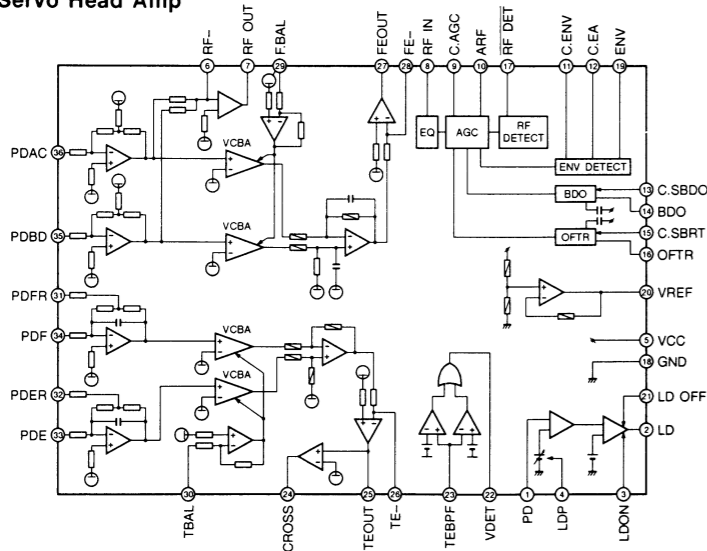 Servo Head Amp
RF–
RF OUT
F.BAL
FEOUT
FE–
RF IN
C.AGC
ARF
RF DET
C.ENV
C.EA
ENV
6
7
29
27
28
8
9
10
17
11
12
19
PDAC 36
PDBD 35
PDFR 31
PDF 34
PDER 32
PDE 33
VCBA
VCBA
VCBA
VCBA
EQ
AGC
RF DETECT
ENV DETECT
BDO
OFTR
13 C.SBDO
14 BDO
15 C.SBRT
16 OFTR
20 VREF
5 VCC
18 GND
21 LD OFF
2 LD
30
24
25
26
23
22
1
4
3
TBAL
CROSS
TEOUT
TE–
TEBPF
VDET
PD
LDP
LDON